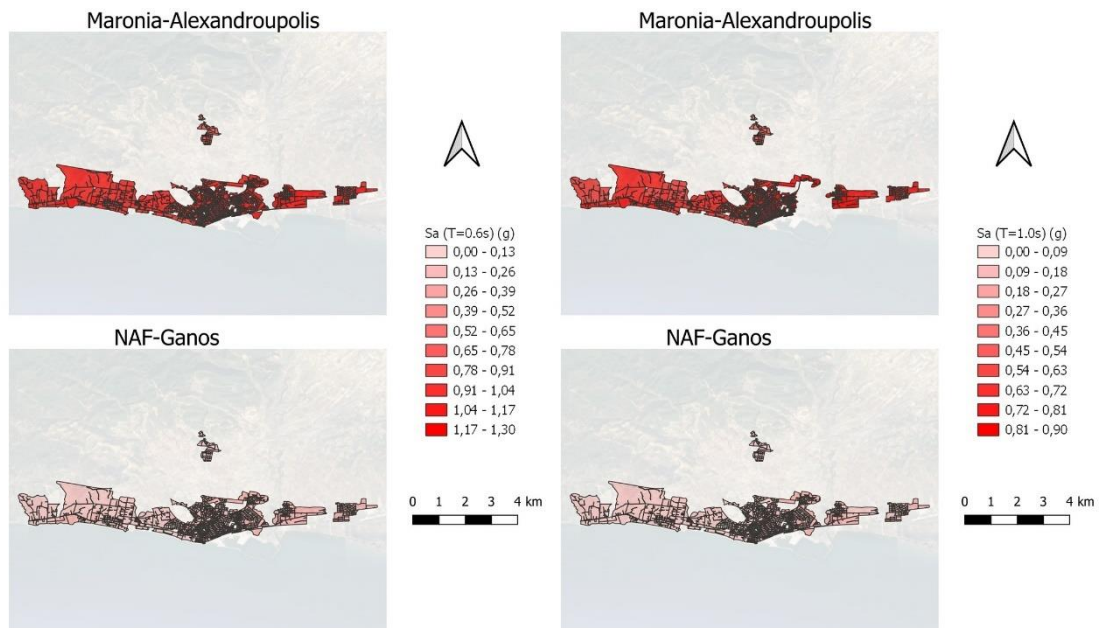 Maronia-Alexandroupolis
Sa (T=0.6s) (g)
0,00 - 0,13
0,13 - 0,26
0,26 - 0,39
0,39 - 0,52
0,52 - 0,65
0,65 - 0,78
0,78 - 0,91
0,91 - 1,04
1,04 - 1,17
1,17 - 1,30
NAF-Ganos
0 1 2 3 4 km
Maronia-Alexandroupolis
Sa (T=1.0s) (g)
0,00 - 0,09
0,09 - 0,18
0,18 - 0,27
0,27 - 0,36
0,36 - 0,45
0,45 - 0,54
0,54 - 0,63
0,63 - 0,72
0,72 - 0,81
0,81 - 0,90
NAF-Ganos
0 1 2 3 4 km